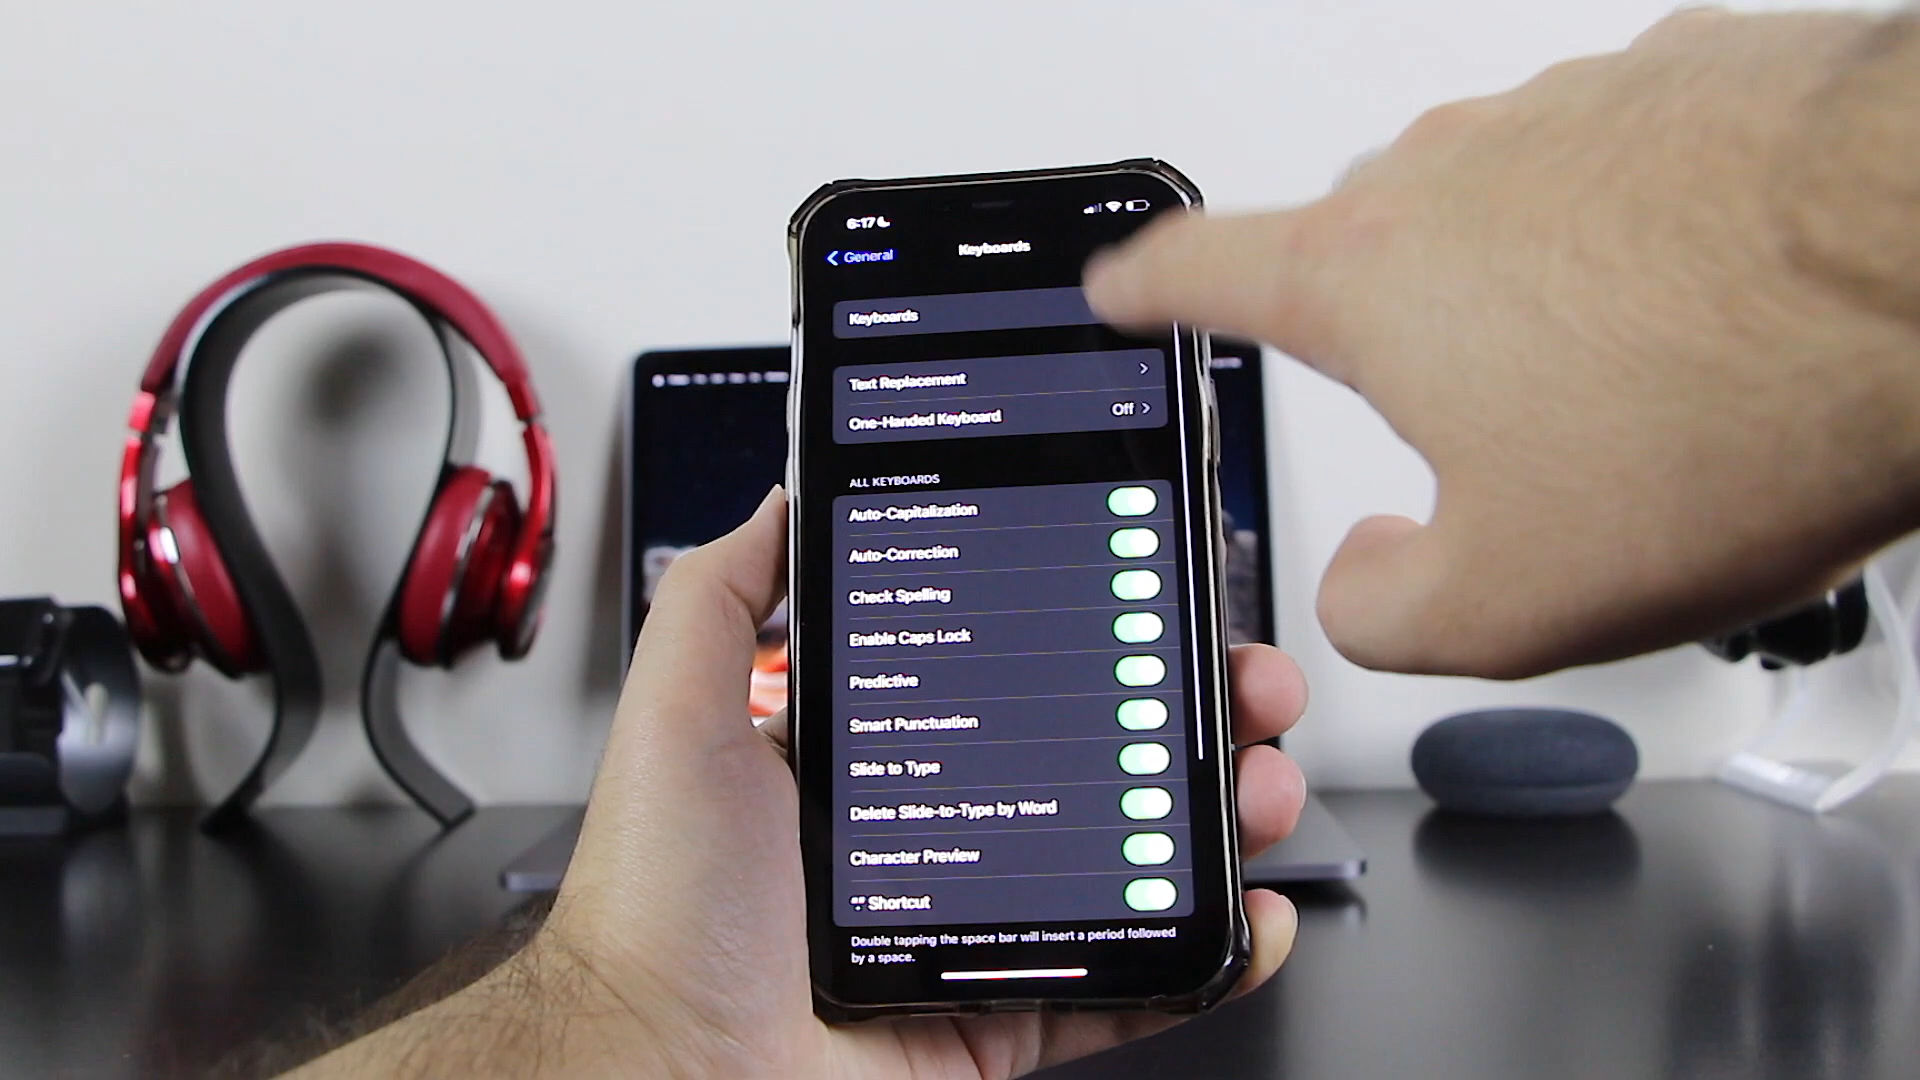 6:17
General
Keyboards
Keyboards
Text Replacement
One-Handed Keyboard Off
ALL KEYBOARDS
Auto-Capitalization
Auto-Correction
Check Spelling
Enable Caps Lock
Predictive
Smart Punctuation
Slide to Type
Delete Slide-to-Type by Word
Character Preview
“.” Shortcut
Double tapping the space bar will insert a period followed
by a space.